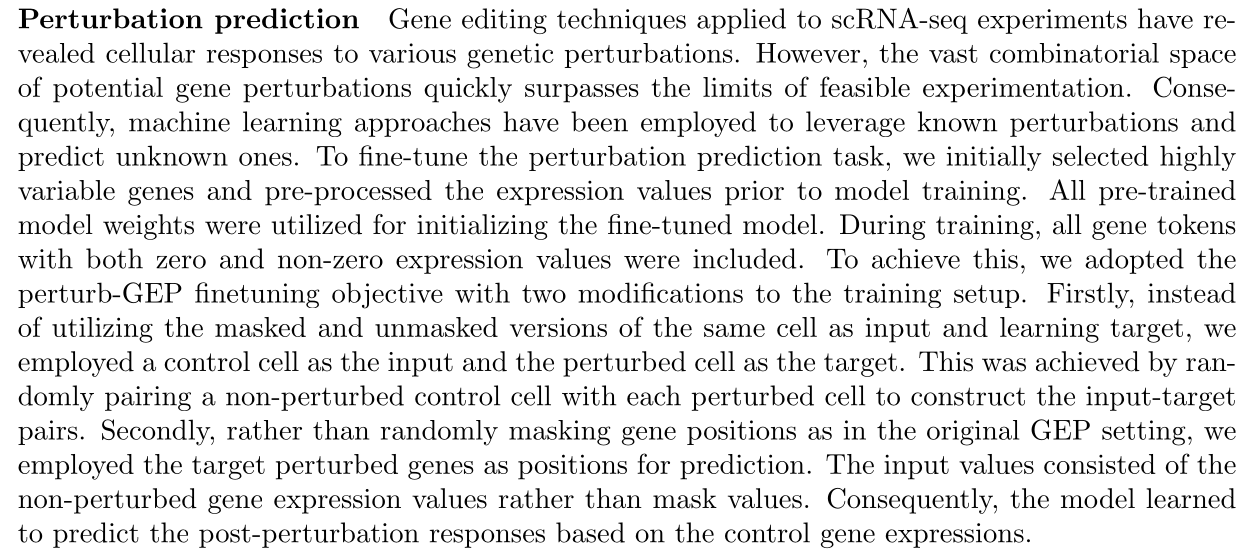 Perturbation prediction Gene editing techniques applied to scRNA-seq experiments have re-
vealed cellular responses to various genetic perturbations. However, the vast combinatorial space
of potential gene perturbations quickly surpasses the limits of feasible experimentation. Conse-
quently, machine learning approaches have been employed to leverage known perturbations and
predict unknown ones. To fine-tune the perturbation prediction task, we initially selected highly
variable genes and pre-processed the expression values prior to model training. All pre-trained
model weights were utilized for initializing the fine-tuned model. During training, all gene tokens
with both zero and non-zero expression values were included. To achieve this, we adopted the
perturb-GEP finetuning objective with two modifications to the training setup. Firstly, instead
of utilizing the masked and unmasked versions of the same cell as input and learning target, we
employed a control cell as the input and the perturbed cell as the target. This was achieved by ran-
domly pairing a non-perturbed control cell with each perturbed cell to construct the input-target
pairs. Secondly, rather than randomly masking gene positions as in the original GEP setting, we
employed the target perturbed genes as positions for prediction. The input values consisted of the
non-perturbed gene expression values rather than mask values. Consequently, the model learned
to predict the post-perturbation responses based on the control gene expressions.